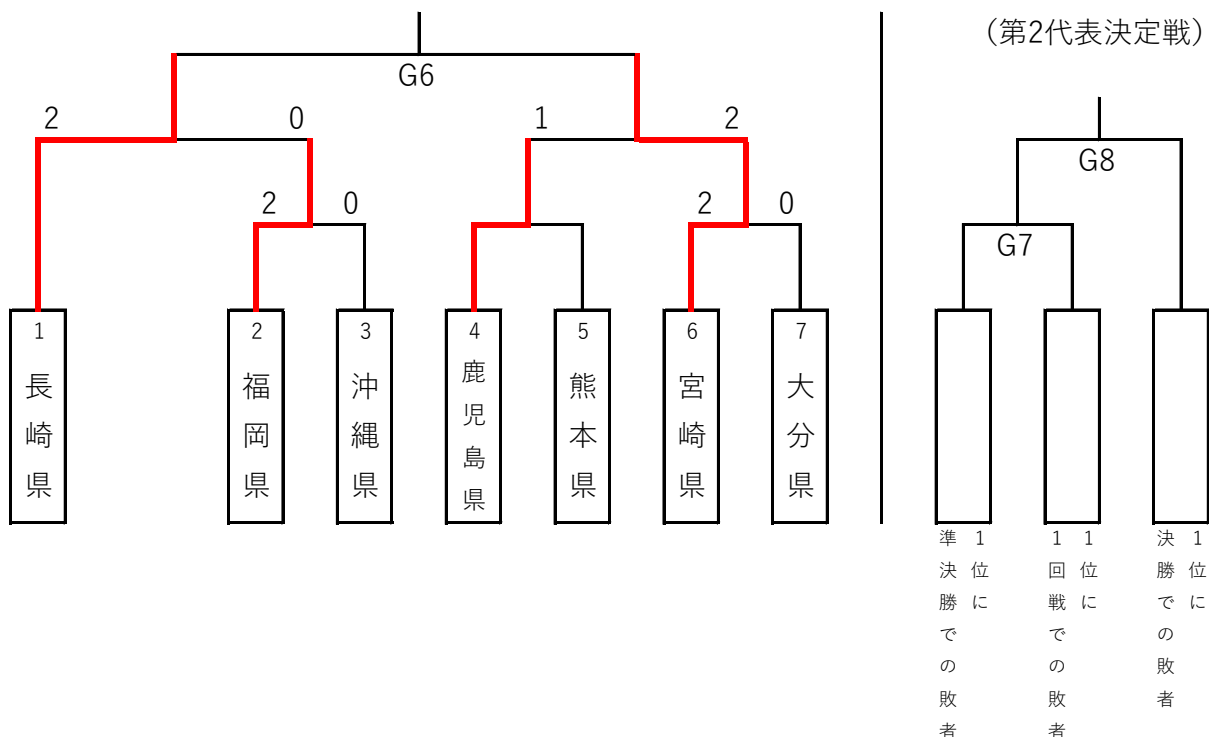 (第2代表決定戦)
G6
2
0
1
2
G8
2
0
2
0
G7
1
長崎県
2
福岡県
3
沖縄県
4
鹿児島県
5
熊本県
6
宮崎県
7
大分県
1位に
準決勝での敗者
1位に
1回戦での敗者
1位に
決勝での敗者